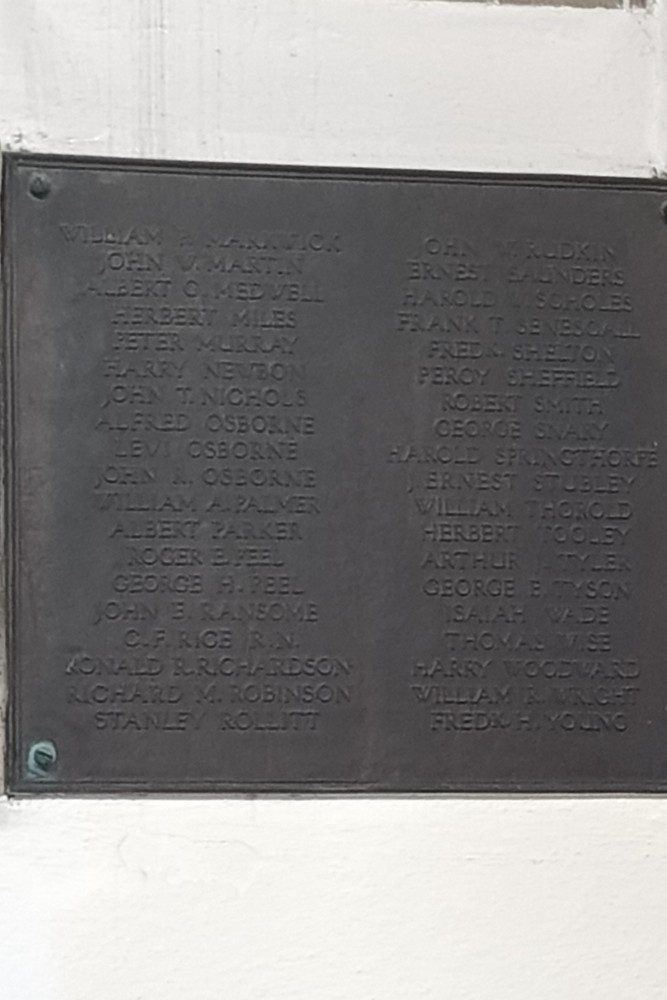 WILLIAM P. MARKWICK
JOHN W. MARTIN
ALBERT G. MEDWELL
HERBERT MILES
PETER MURRAY
HARRY NEWBON
JOHN T. NICHOLS
ALFRED OSBORNE
LEVI OSBORNE
JOHN R. OSBORNE
WILLIAM A. PALMER
ALBERT PARKER
ROGER E. PEEL
GEORGE H. PEEL
JOHN E. RANSOME
C. F. RICE R.N.
RONALD R. RICHARDSON
RICHARD M. ROBINSON
STANLEY ROLLITT
JOHN W. RUDKIN
ERNEST SAUNDERS
HAROLD V. SCHOLES
FRANK T. SENESCALL
FREDK. SHELTON
PERCY SHEFFIELD
ROBERT SMITH
GEORGE SNARY
HAROLD SPRINGTHORPE
J. ERNEST STUBLEY
WILLIAM THOROLD
HERBERT TOOLEY
ARTHUR J. TYLER
GEORGE E. TYSON
ISAIAH WADE
THOMAS WISE
HARRY WOODWARD
WILLIAM R. WRIGHT
FREDK. H. YOUNG